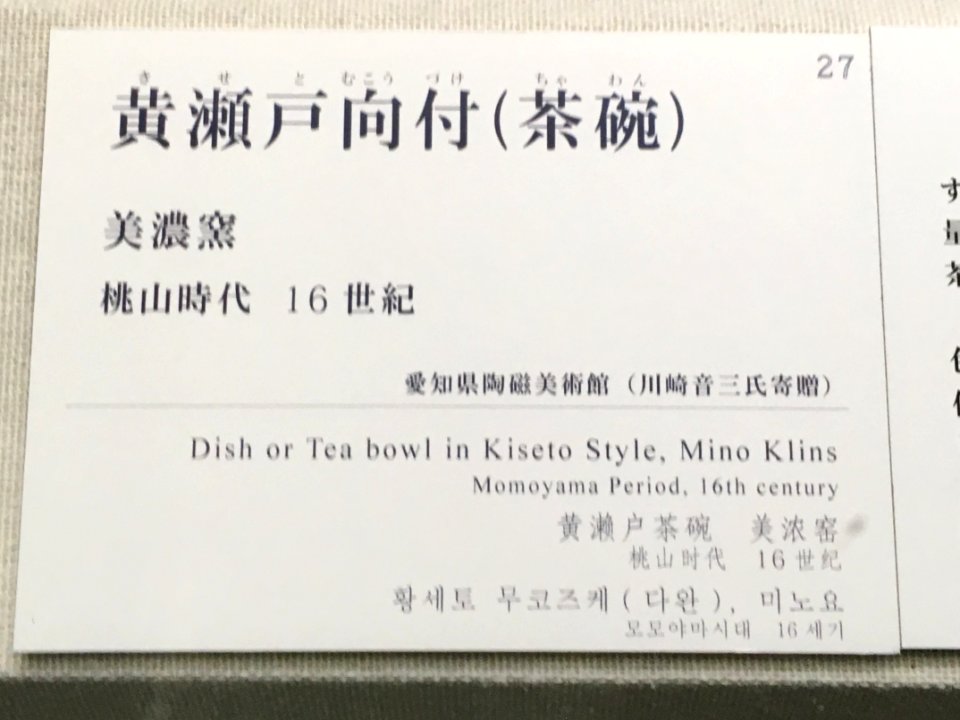 27
き せ と むこう づけ ちゃ わん
黄瀬戸向付(茶碗)
美濃窯
桃山時代 16世紀
愛知県陶磁美術館（川崎音三氏寄贈）
Dish or Tea bowl in Kiseto Style, Mino Klins
Momoyama Period, 16th century
黄濑户茶碗 美浓窑
桃山时代 16世纪
황세토 무코즈케 ( 다완 ), 미노요
모모야마시대 16세기
す
量